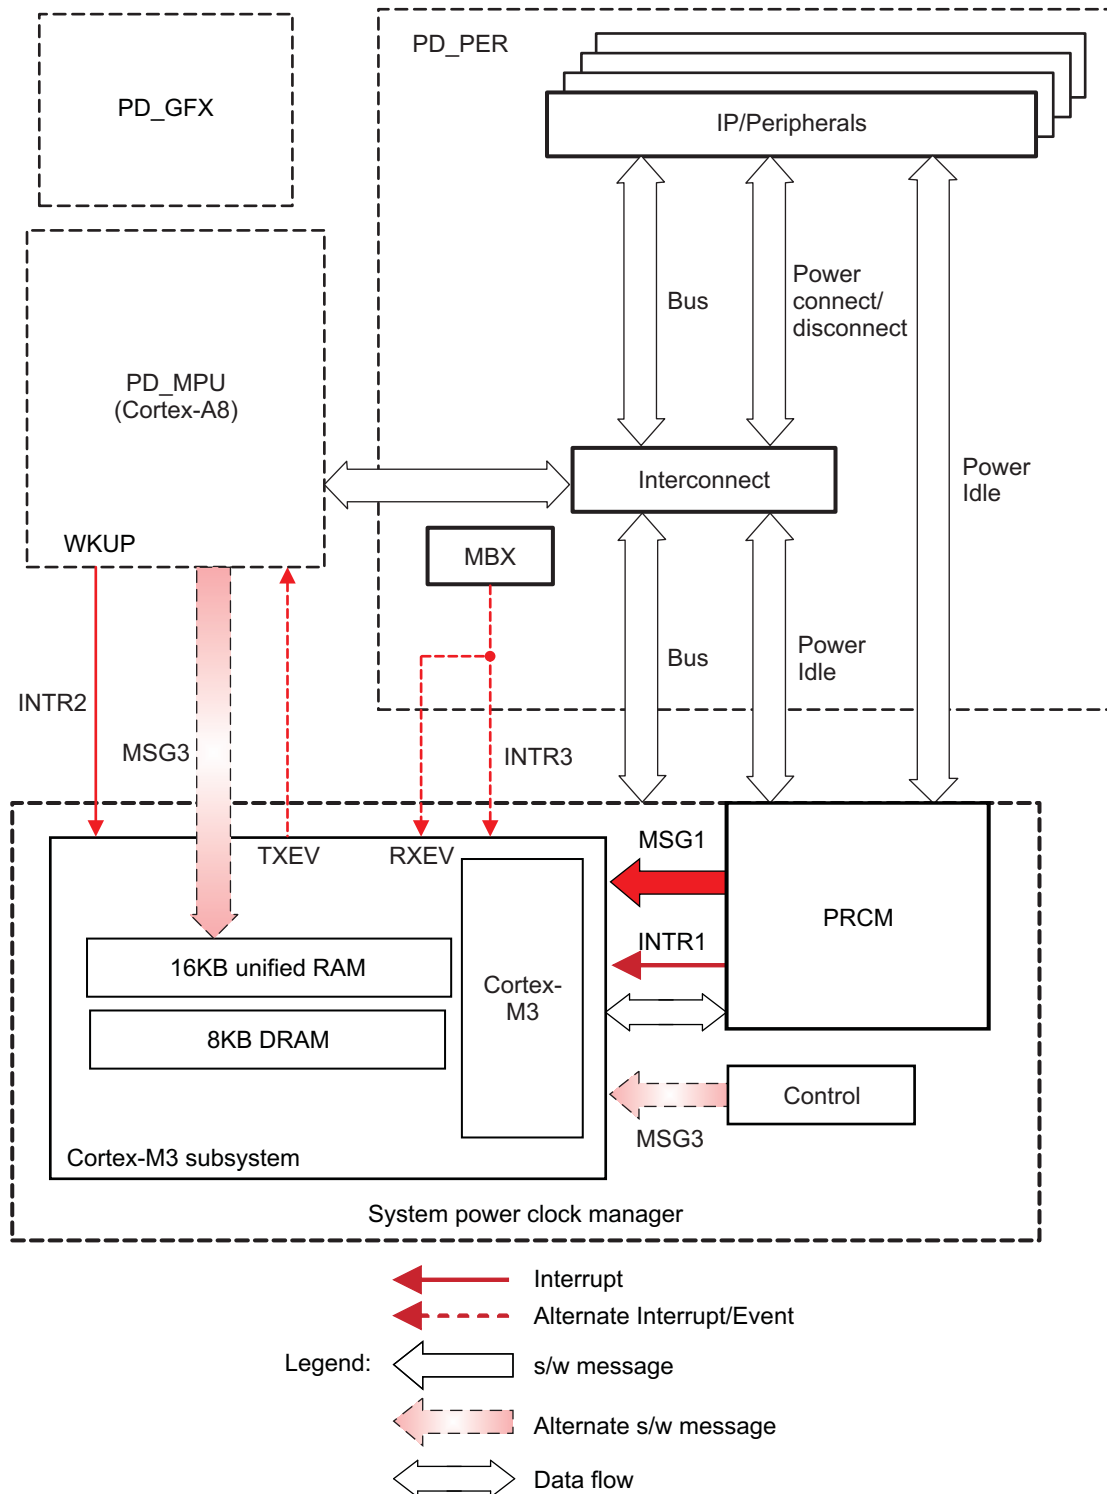 PD_PER
PD_GFX
IP/Peripherals
Bus
Power
connect/
disconnect
PD_MPU
(Cortex-A8)
Interconnect
Power
Idle
WKUP
MBX
Bus
Power
Idle
INTR2
MSG3
INTR3
TXEV
RXEV
MSG1
PRCM
INTR1
16KB unified RAM
Cortex-
M3
8KB DRAM
Control
MSG3
Cortex-M3 subsystem
System power clock manager
Interrupt
Alternate Interrupt/Event
Legend:
s/w message
Alternate s/w message
Data flow